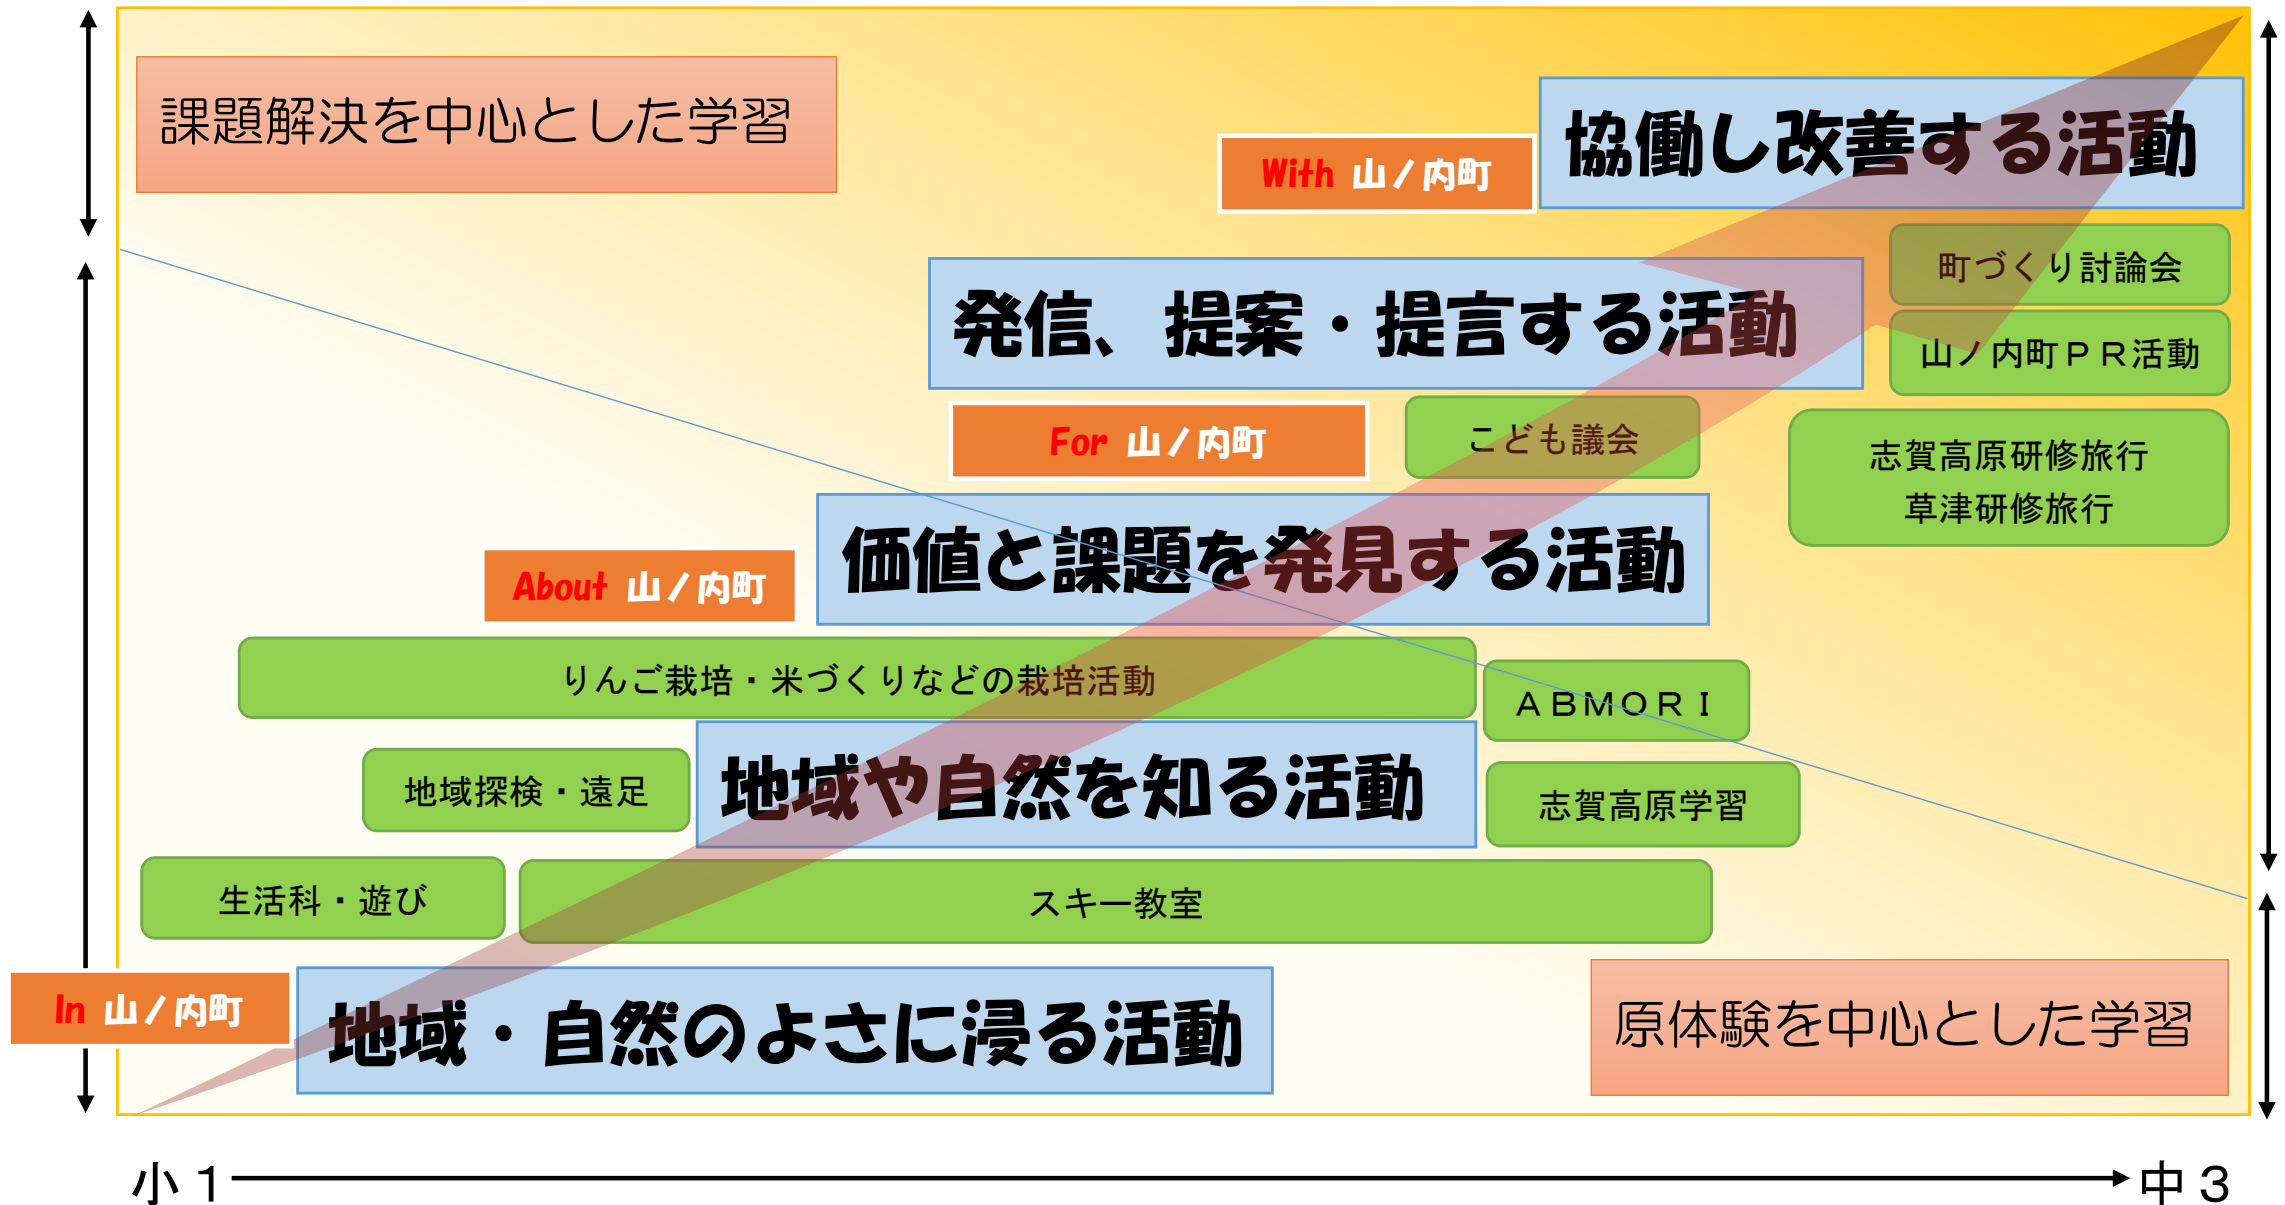 課題解決を中心とした学習
協働し改善する活動
With 山ノ内町
町づくり討論会
発信、提案・提言する活動
山ノ内町ＰＲ活動
For 山ノ内町
こども議会
志賀高原研修旅行
草津研修旅行
価値と課題を発見する活動
About 山ノ内町
りんご栽培・米づくりなどの栽培活動
ＡＢＭＯＲＩ
地域探検・遠足
地域や自然を知る活動
志賀高原学習
生活科・遊び
スキー教室
In 山ノ内町
地域・自然のよさに浸る活動
原体験を中心とした学習
小１
中３